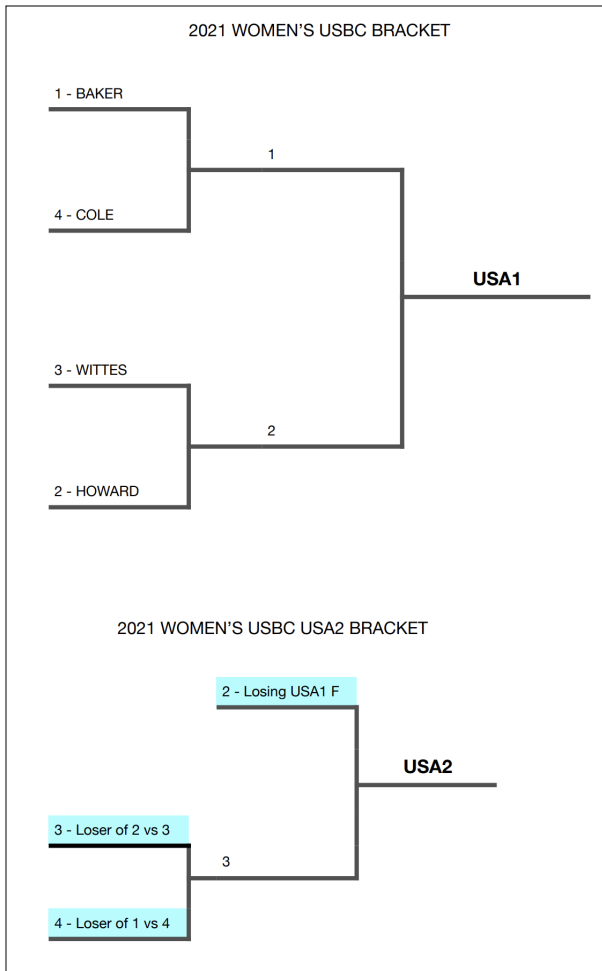 2021 WOMEN'S USBC BRACKET
1 - BAKER
1
4 - COLE
USA1
3 - WITTES
2
2 - HOWARD
2021 WOMEN'S USBC USA2 BRACKET
2 - Losing USA1 F
USA2
3 - Loser of 2 vs 3
3
4 - Loser of 1 vs 4